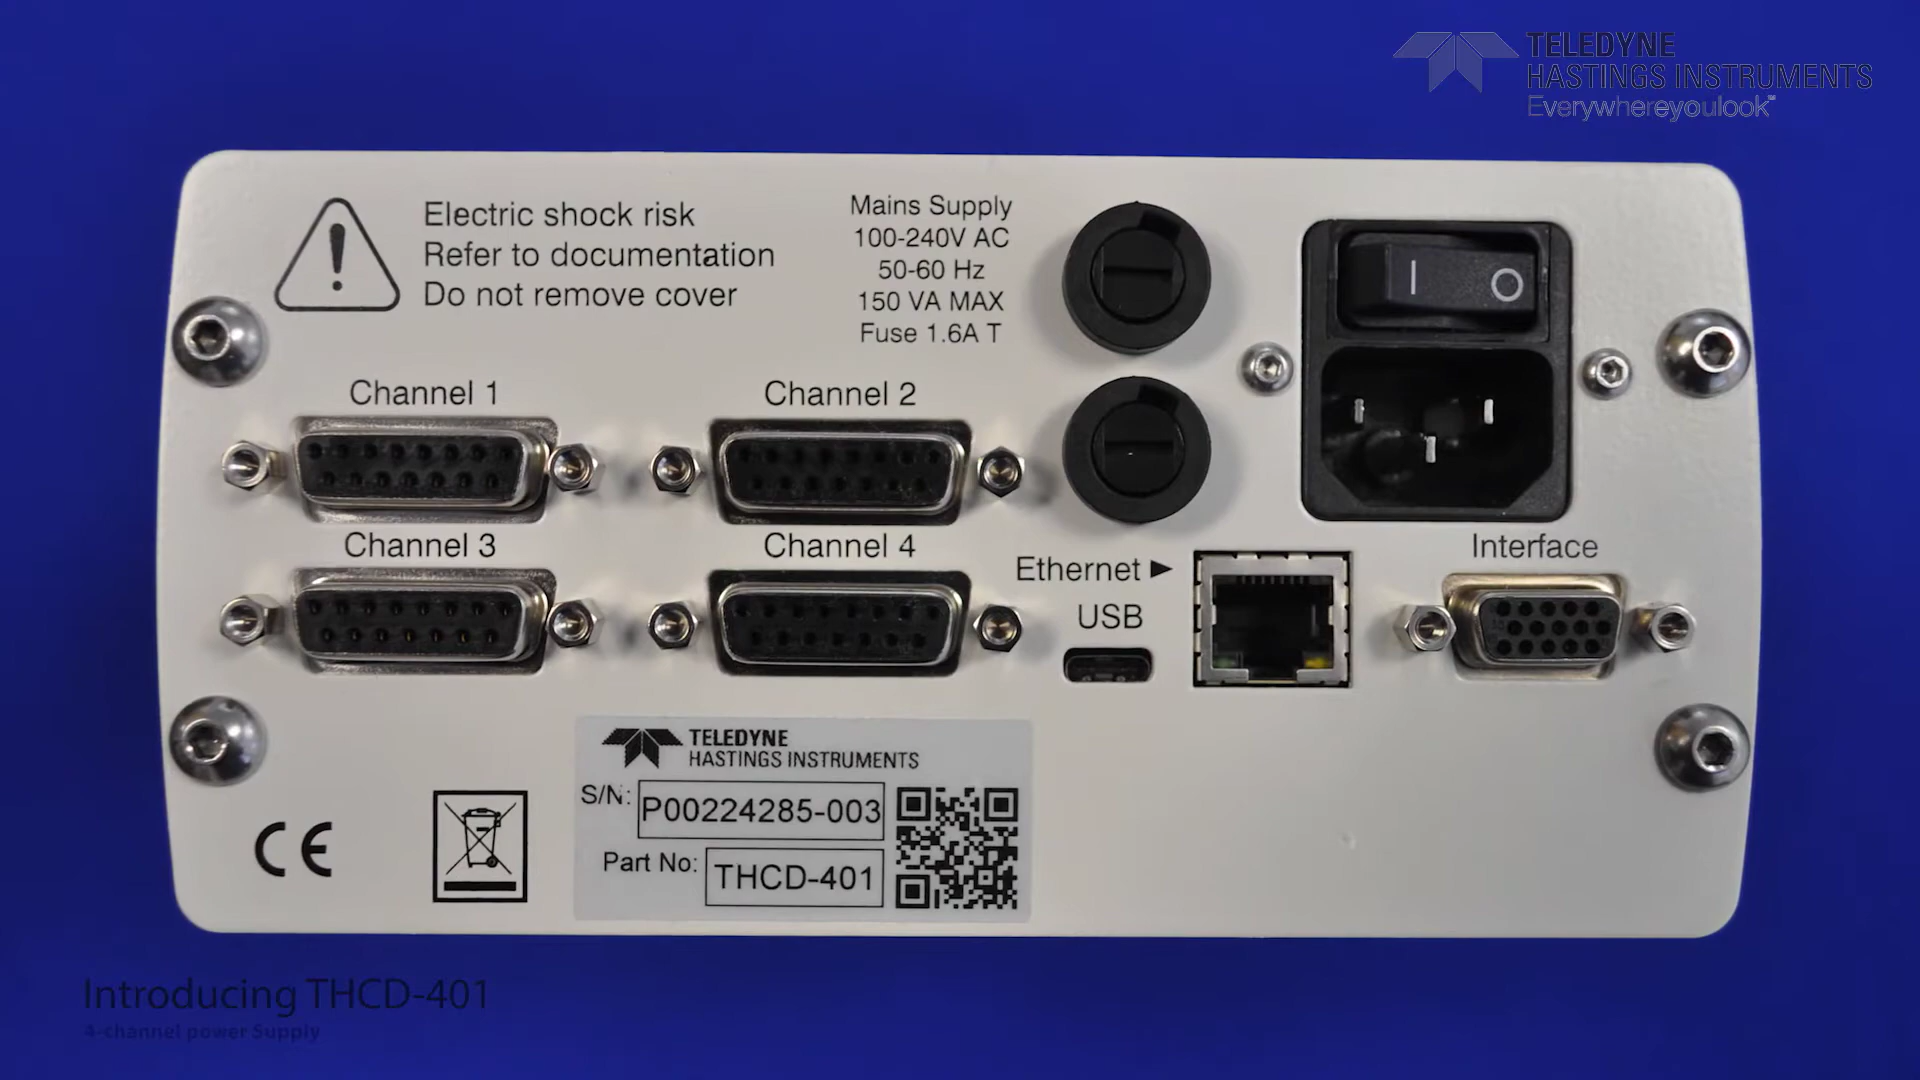 TELEDYNE
HASTINGS INSTRUMENTS
Everywhereyoulook™
Electric shock risk
Refer to documentation
Do not remove cover
Mains Supply
100-240V AC
50-60 Hz
150 VA MAX
Fuse 1.6A T
I O
Channel 1
Channel 2
Channel 3
Channel 4
Ethernet ►
USB
Interface
TELEDYNE
HASTINGS INSTRUMENTS
S/N: P00224285-003
Part No: THCD-401
CE
Introducing THCD-401
4-channel power Supply